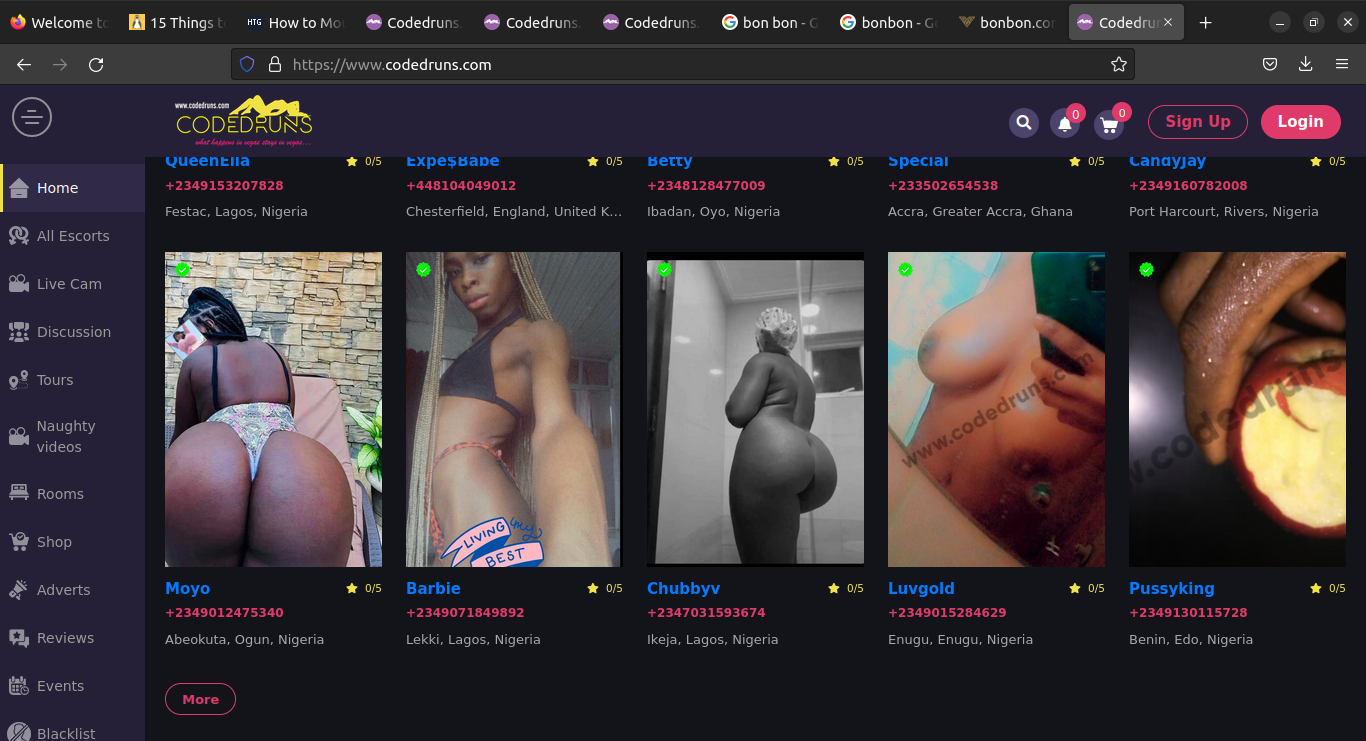 Welcome to
15 Things t
HTG How to Mo
Codedruns.
Codedruns.
Codedruns.
bon bon - G
bonbon - G
bonbon.co
Codedrun
https://www.codedruns.com
www.codedruns.com
CODEDRUNS
what happens in vegas stays in vegas...
0
0
Sign Up
Login
QueenElla
0/5
Expe$Babe
0/5
Betty
0/5
Special
0/5
CandyJay
0/5
+2349153207828
+448104049012
+2348128477009
+233502654538
+2349160782008
Festac, Lagos, Nigeria
Chesterfield, England, United K...
Ibadan, Oyo, Nigeria
Accra, Greater Accra, Ghana
Port Harcourt, Rivers, Nigeria
Home
All Escorts
Live Cam
Discussion
Tours
Naughty
videos
Rooms
Shop
Adverts
Reviews
Events
Blacklist
LIVING my
BEST
www.codedruns.com
w.codedruns
Moyo
0/5
Barbie
0/5
Chubbyv
0/5
Luvgold
0/5
Pussyking
0/5
+2349012475340
+2349071849892
+2347031593674
+2349015284629
+2349130115728
Abeokuta, Ogun, Nigeria
Lekki, Lagos, Nigeria
Ikeja, Lagos, Nigeria
Enugu, Enugu, Nigeria
Benin, Edo, Nigeria
More